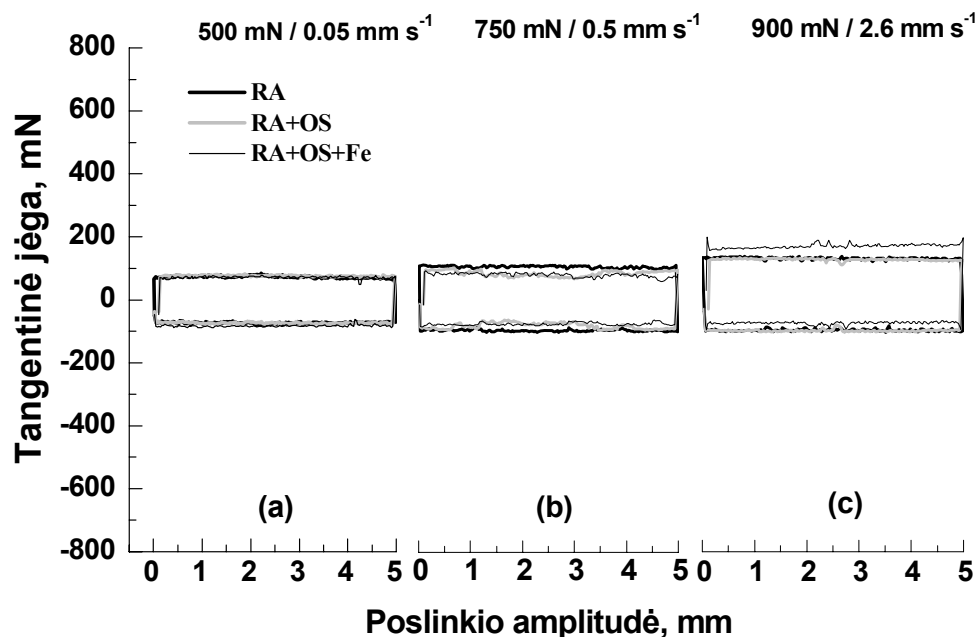 500 mN / 0.05 mm s⁻¹ 750 mN / 0.5 mm s⁻¹ 900 mN / 2.6 mm s⁻¹
Tangentinė jėga, mN
800
600
400
200
0
-200
-400
-600
-800
RA
RA+OS
RA+OS+Fe
(a) (b) (c)
0 1 2 3 4 5 0 1 2 3 4 5 0 1 2 3 4 5
Poslinkio amplitudė, mm